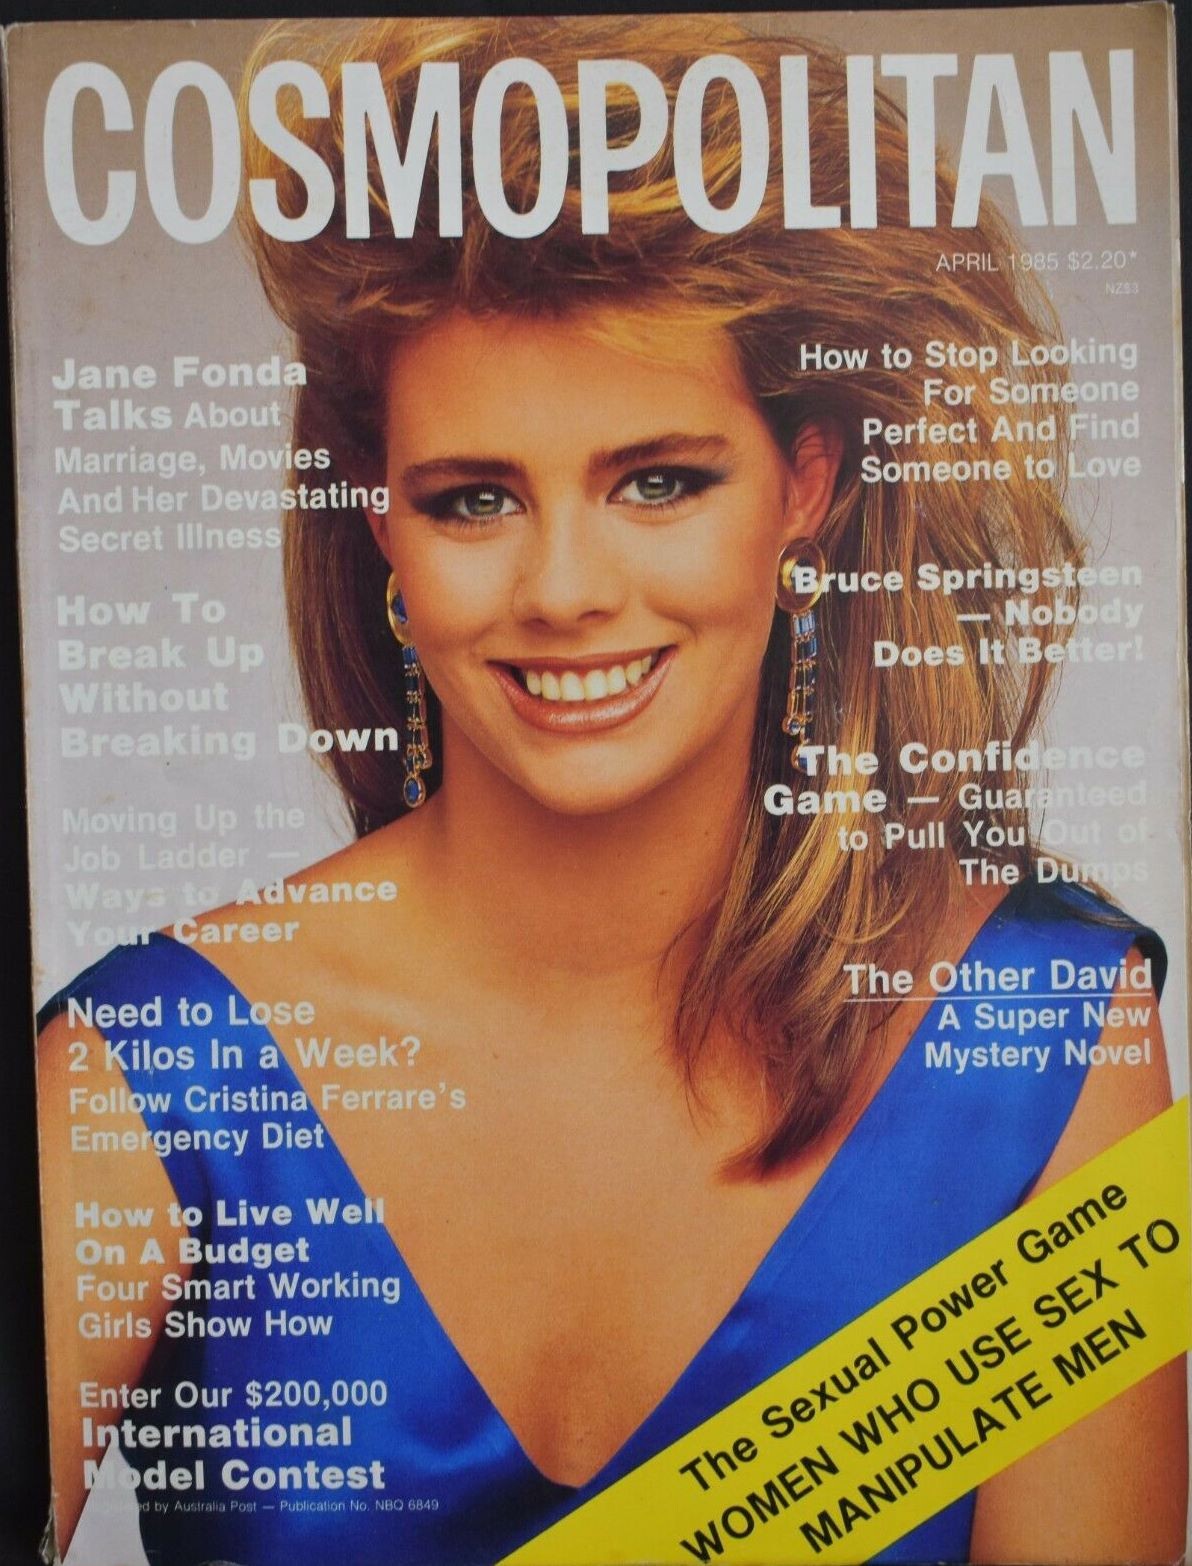 COSMOPOLITAN
APRIL 1985 $2.20*
NZ$3
Jane Fonda
Talks About
Marriage, Movies
And Her Devastating
Secret Illness
How To
Break Up
Without
Breaking Down
Moving Up the
Job Ladder —
Ways to Advance
Your Career
Need to Lose
2 Kilos In a Week?
Follow Cristina Ferrare's
Emergency Diet
How to Live Well
On A Budget
Four Smart Working
Girls Show How
Enter Our $200,000
International
Model Contest
by Australia Post — Publication No. NBQ 6849
How to Stop Looking
For Someone
Perfect And Find
Someone to Love
Bruce Springsteen
— Nobody
Does It Better!
The Confidence
Game — Guaranteed
to Pull You Out of
The Dumps
The Other David
A Super New
Mystery Novel
The Sexual Power Game
WOMEN WHO USE SEX TO
MANIPULATE MEN